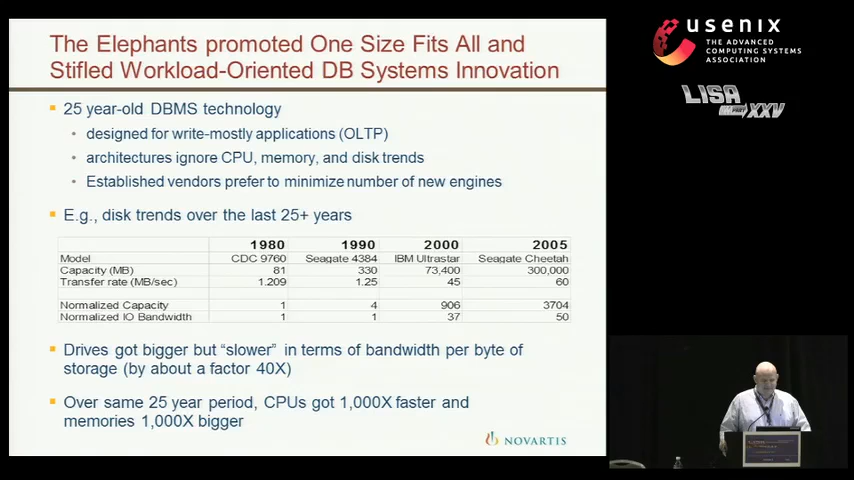 The Elephants promoted One Size Fits All and
Stifled Workload-Oriented DB Systems Innovation
25 year-old DBMS technology
designed for write-mostly applications (OLTP)
architectures ignore CPU, memory, and disk trends
Established vendors prefer to minimize number of new engines
E.g., disk trends over the last 25+ years
1980 1990 2000 2005
Model CDC 9760 Seagate 4384 IBM Ultrastar Seagate Cheetah
Capacity (MB) 81 330 73,400 300,000
Transfer rate (MB/sec) 1.209 1.25 45 60
Normalized Capacity 1 4 906 3704
Normalized IO Bandwidth 1 1 37 50
Drives got bigger but “slower” in terms of bandwidth per byte of
storage (by about a factor 40X)
Over same 25 year period, CPUs got 1,000X faster and
memories 1,000X bigger
NOVARTIS
usenix
THE ADVANCED
COMPUTING SYSTEMS
ASSOCIATION
LISA
XXV